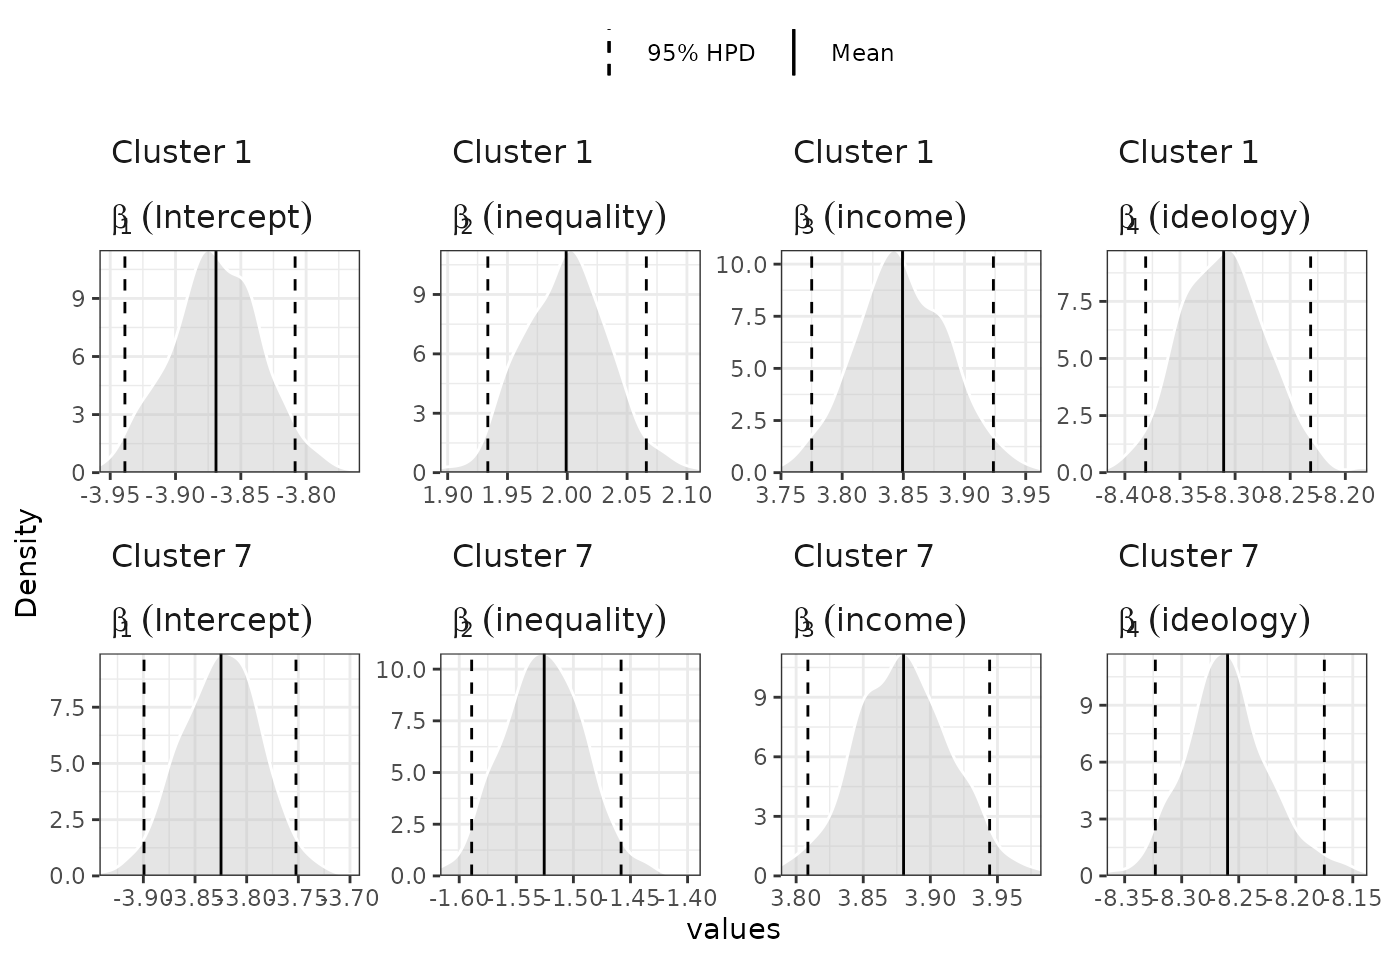 95% HPD Mean
Cluster 1 Cluster 1 Cluster 1 Cluster 1
β1 (Intercept) β2 (inequality) β3 (income) β4 (ideology)
9 9 10.0 7.5
6 6 7.5 5.0
3 3 5.0 2.5
0 0 2.5 0.0
0.0
-3.95 -3.90 -3.85 -3.80 1.90 1.95 2.00 2.05 2.10 3.75 3.80 3.85 3.90 3.95 -8.40 -8.35 -8.30 -8.25 -8.20
Density
Cluster 7 Cluster 7 Cluster 7 Cluster 7
β1 (Intercept) β2 (inequality) β3 (income) β4 (ideology)
7.5 10.0 9 9
5.0 7.5 6 6
2.5 5.0 3 3
0.0 2.5 0 0
0.0
-3.90 -3.85 -3.80 -3.75 -3.70 -1.60 -1.55 -1.50 -1.45 -1.40 3.80 3.85 3.90 3.95 -8.35 -8.30 -8.25 -8.20 -8.15
values